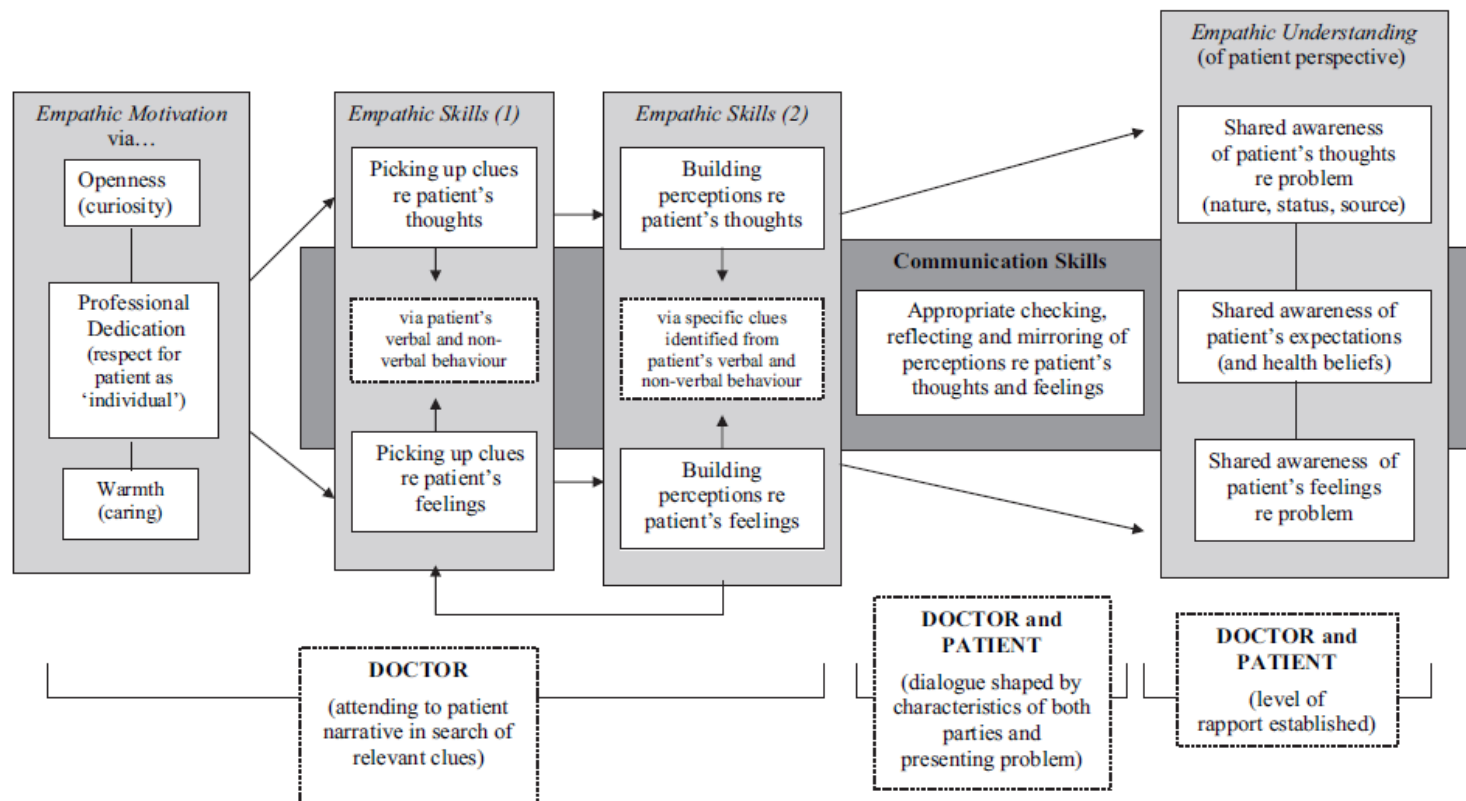 Empathic Motivation
via…
Openness
(curiosity)
Professional
Dedication
(respect for
patient as
‘individual’)
Warmth
(caring)
Empathic Skills (1)
Picking up clues
re patient’s
thoughts
via patient’s
verbal and non-
verbal behaviour
Picking up clues
re patient’s
feelings
Empathic Skills (2)
Building
perceptions re
patient’s thoughts
via specific clues
identified from
patient’s verbal and
non-verbal behaviour
Building
perceptions re
patient’s feelings
Communication Skills
Appropriate checking,
reflecting and mirroring of
perceptions re patient’s
thoughts and feelings
Empathic Understanding
(of patient perspective)
Shared awareness
of patient’s thoughts
re problem
(nature, status, source)
Shared awareness of
patient’s expectations
(and health beliefs)
Shared awareness of
patient’s feelings
re problem
DOCTOR
(attending to patient
narrative in search of
relevant clues)
DOCTOR and
PATIENT
(dialogue shaped by
characteristics of both
parties and
presenting problem)
DOCTOR and
PATIENT
(level of
rapport established)